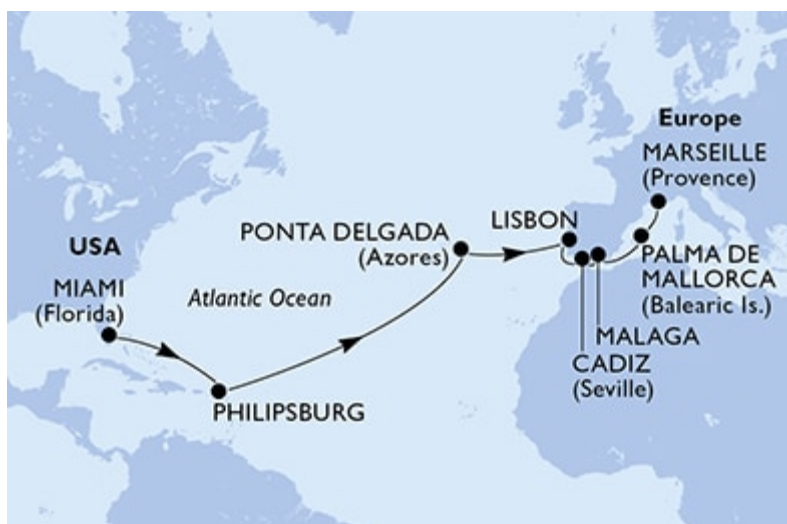 Europe
MARSEILLE
(Provence)
LISBON
PONTA DELGADA
(Azores)
USA
MIAMI
(Florida)
Atlantic Ocean
PALMA DE
MALLORCA
(Balearic Is.)
MALAGA
CADIZ
(Seville)
PHILIPSBURG